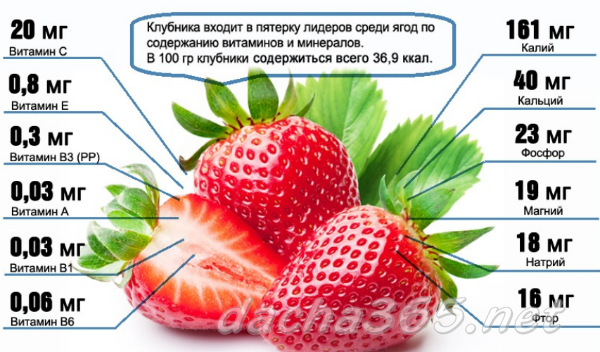 Клубника входит в пятерку лидеров среди ягод по
содержанию витаминов и минералов.
В 100 гр клубники содержиться всего 36,9 ккал.
20 мг
Витамин С
0,8 мг
Витамин Е
0,3 мг
Витамин В3 (РР)
0,03 мг
Витамин А
0,03 мг
Витамин В1
0,06 мг
Витамин В6
161 мг
Калий
40 мг
Кальций
23 мг
Фосфор
19 мг
Магний
18 мг
Натрий
16 мг
Фтор
dacha365.net